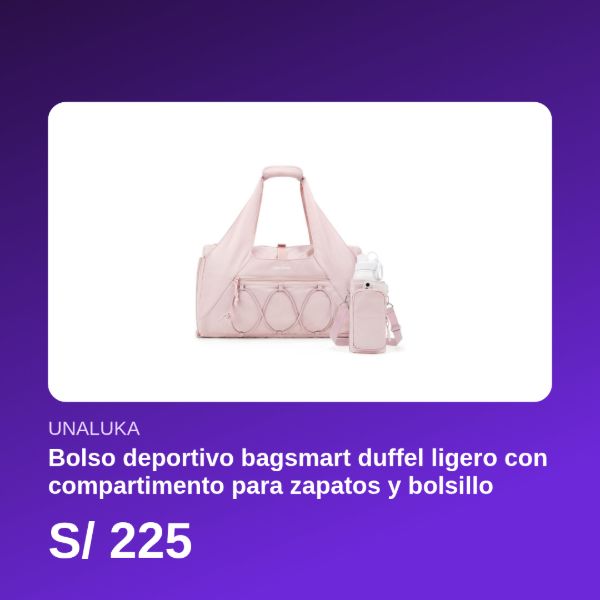 UNALUKA
Bolso deportivo bagsmart duffel ligero con
compartimento para zapatos y bolsillo
S/ 225